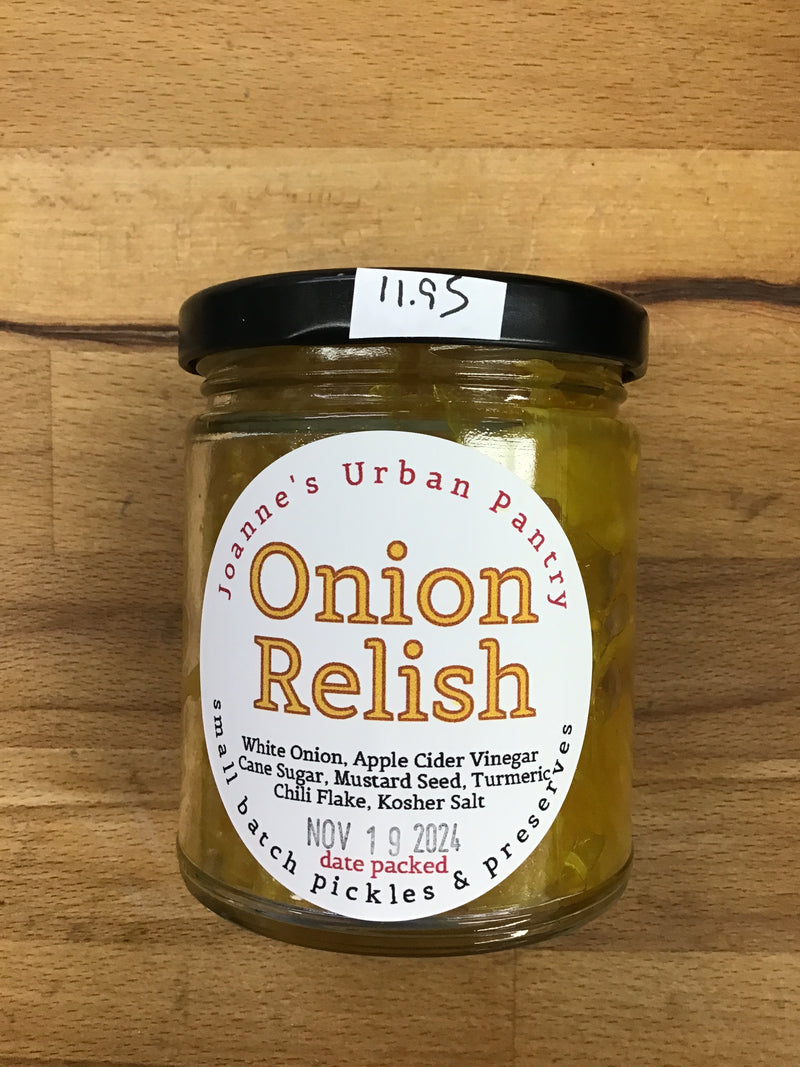 11.95
Joanne's Urban Pantry
Onion
Relish
White Onion, Apple Cider Vinegar
Cane Sugar, Mustard Seed, Turmeric
Chili Flake, Kosher Salt
NOV 19 2024
date packed
small batch pickles & preserves